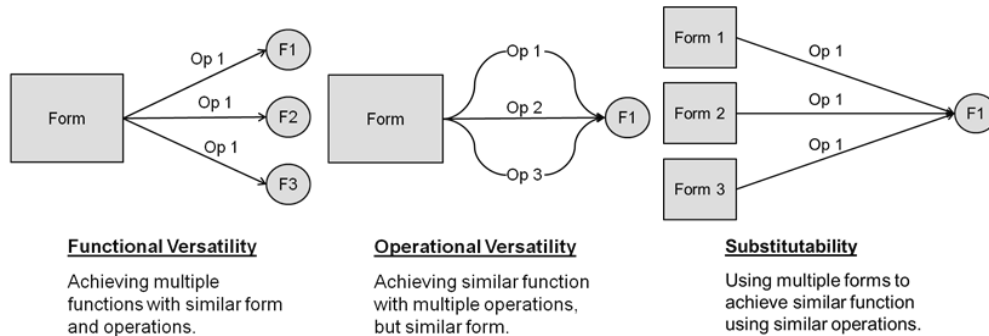 Form
Op 1
F1
Op 1
F2
Op 1
F3
Form
Op 1
Op 2
Op 3
F1
Form 1
Form 2
Form 3
Op 1
Op 1
Op 1
F1
Functional Versatility
Achieving multiple
functions with similar form
and operations.
Operational Versatility
Achieving similar function
with multiple operations,
but similar form.
Substitutability
Using multiple forms to
achieve similar function
using similar operations.